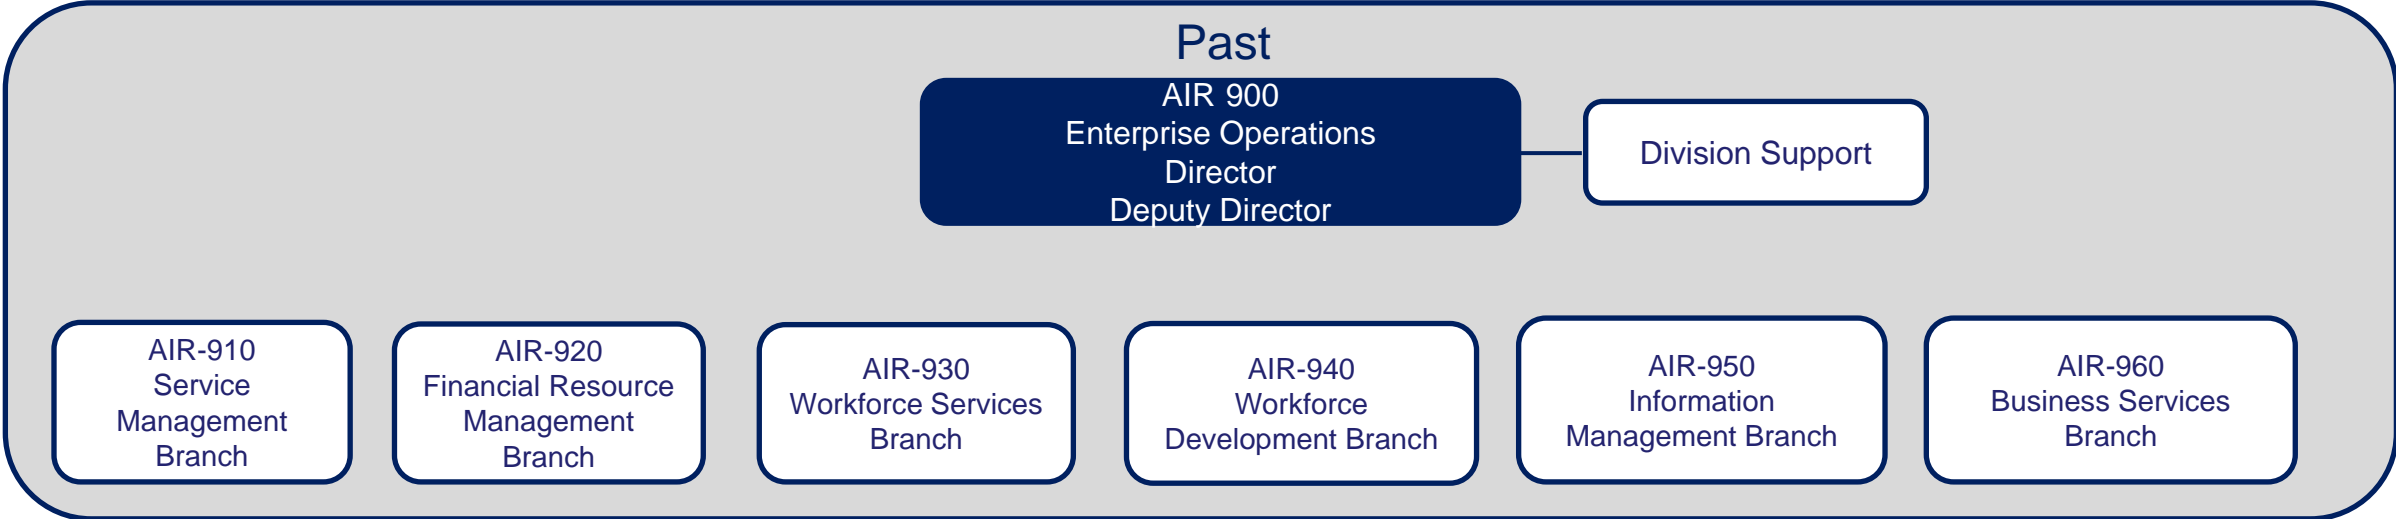 Past
AIR 900
Enterprise Operations
Director
Deputy Director
Division Support
AIR-910
Service
Management
Branch
AIR-920
Financial Resource
Management
Branch
AIR-930
Workforce Services
Branch
AIR-940
Workforce
Development Branch
AIR-950
Information
Management Branch
AIR-960
Business Services
Branch